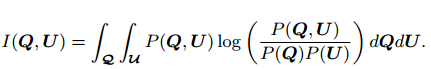 I(Q, U) = ∫_Q ∫_U P(Q, U) log ( P(Q, U) / P(Q)P(U) ) dQdU.